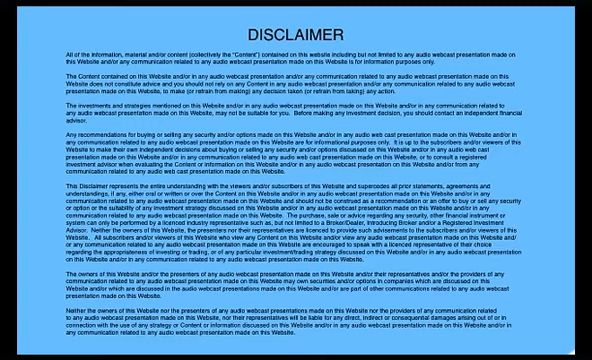 DISCLAIMER
All of the information, material and/or content (collectively the "Content") contained on this website including but not limited to any audio webcast presentation made on
this Website and/or any communication related to any audio webcast presentation made on this Website is for information purposes only.
The Content contained on this Website and/or in any audio webcast presentation and/or any communication related to any audio webcast presentation made on this
Website does not constitute advice and you should not rely on any Content in any audio webcast presentation and/or any communication related to any audio webcast presentation made on
this Website, to make (or refrain from making) any decision taken (or refrain from taking) any action.
The investments and strategies mentioned on this Website and/or in any audio webcast presentation made on this Website and/or in any communication related to
any audio webcast presentation made on this Website, may not be suitable for you. Before making any investment decision, you should contact an independent financial
advisor.
Any recommendations for buying or selling any security and/or options made on this Website and/or in any audio web cast presentation made on this Website and/or in
any communication related to any audio webcast presentation made on this Website are for informational purposes only. It is up to the subscribers and/or viewers of this
Website to make their own independent decisions about buying or selling any security and/or options discussed on this Website and/or in any audio web cast
presentation made on this Website and/or in any communication related to any audio web cast presentation made on this Website, or to consult a registered
investment advisor when evaluating the Content or information on this Website and/or in any audio web cast presentation made on this Website and/or from any
communication related to any audio web cast presentation made on this Website.
This Disclaimer represents the entire understanding with the viewers and/or subscribers of this Website and supercedes all prior statements, agreements and
understandings, if any, either oral or written on or over the Content on this Website and/or in any audio webcast presentation made on this Website and/or in
any communication related to any audio webcast presentation made on this Website and should not be construed as a recommendation or an offer to buy or sell any security
or option or the suitability of any investment strategy discussed on this Website and/or in any audio webcast presentation made on this Website and/or in any
communication related to any audio webcast presentation made on this Website. The purchase, sale or advice regarding any security, other financial instrument or
system can only be performed by a licenced industry representative such as, but not limited to a Broker/Dealer, Introducing Broker and/or a Registered Investment
Advisor. Neither the owners of this Website, the presenters nor their representatives are licenced to provide such advisements to the subscribers and/or viewers of this
Website. All subscribers and/or viewers of this Website who view any Content on this Website and/or view any audio webcast presentation made on this Website and/
or any communication related to any audio webcast presentation made on this Website are encouraged to speak with a licenced representative of their choice
regarding the appropriateness of investing or trading, or of any particular investment/trading strategy discussed on this Website and/or in any audio webcast presentation
on this Website and/or in any communication related to any audio webcast presentation made on this Website.
The owners of this Website and/or the presenters of any audio webcast presentation made on this Website and/or their representatives and/or the providers of any
communication related to any audio webcast presentation made on this Website may own securities and/or options in companies which are discussed on this
Website and/or which are discussed in the audio webcast presentations made on this Website and/or are part of other communications related to any audio webcast
presentation made on this Website.
Neither the owners of this Website nor the presenters of any audio webcast presentations made on this Website nor the providers of any communication related
to any audio webcast presentation made on this Website, nor their representatives will be liable for any direct, indirect or consequential damages arising out of or in
connection with the use of any strategy or Content or information discussed on this Website and/or in any audio webcast presentation made on this Website and/or in
any communication related to any audio webcast presentation made on this Website.